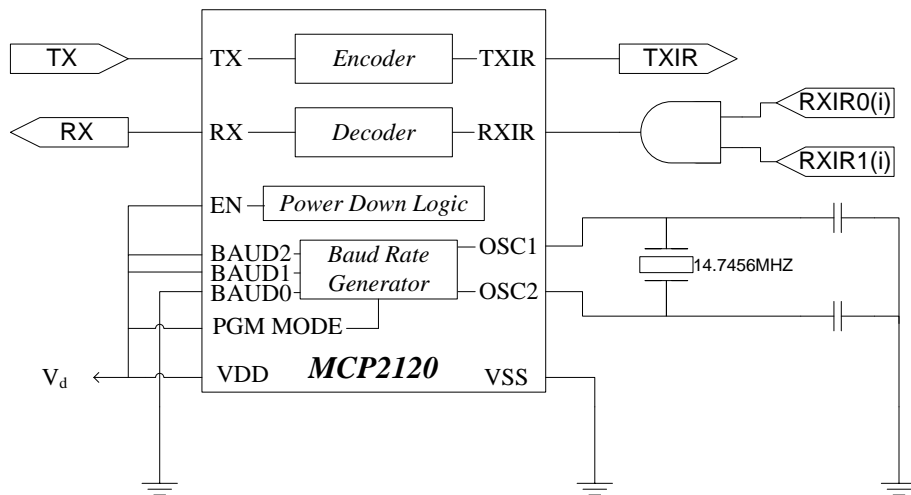 TX
TX
Encoder
TXIR
TXIR
RX
RX
Decoder
RXIR
RXIR0(i)
RXIR1(i)
EN
Power Down Logic
BAUD2
BAUD1
BAUD0
Baud Rate
Generator
OSC1
OSC2
14.7456MHZ
PGM MODE
Vd
VDD
MCP2120
VSS